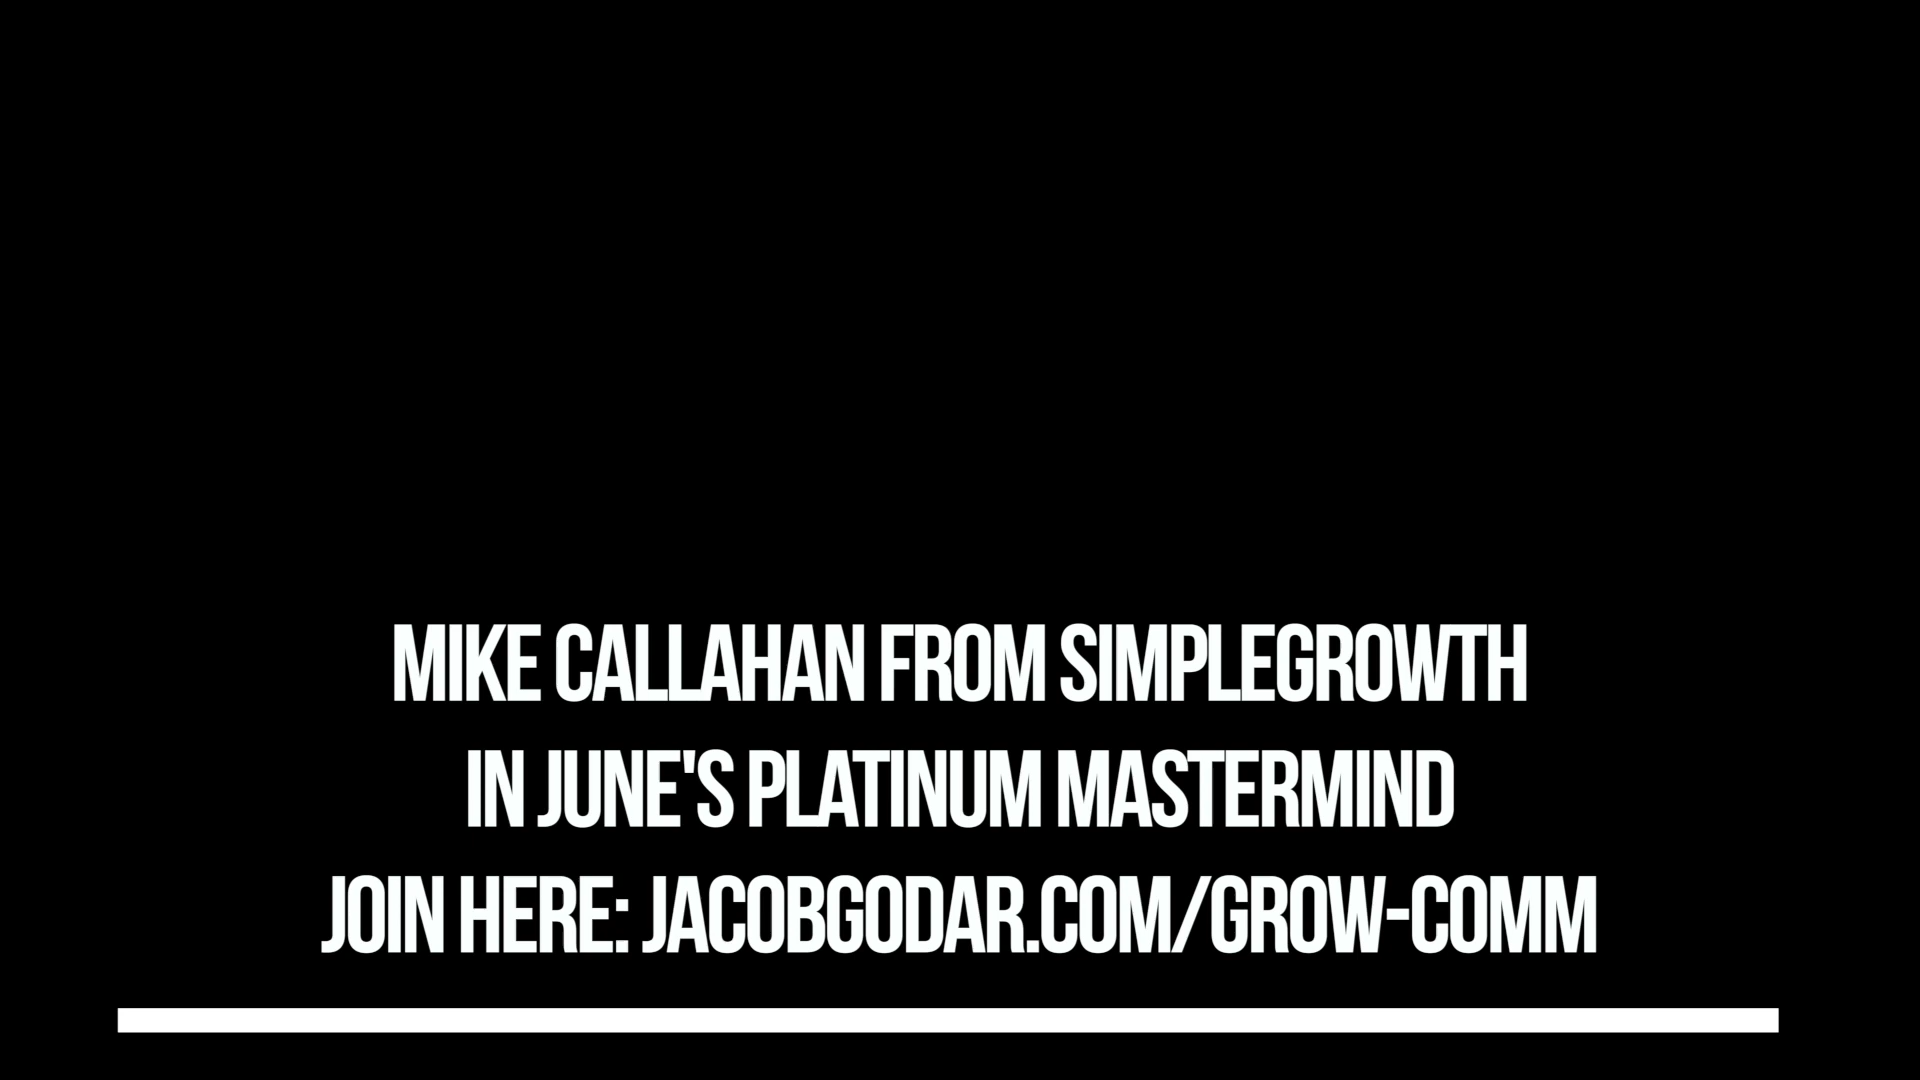 MIKE CALLAHAN FROM SIMPLEGROWTH
IN JUNE'S PLATINUM MASTERMIND
JOIN HERE: JACOBGODAR.COM/GROW-COMM